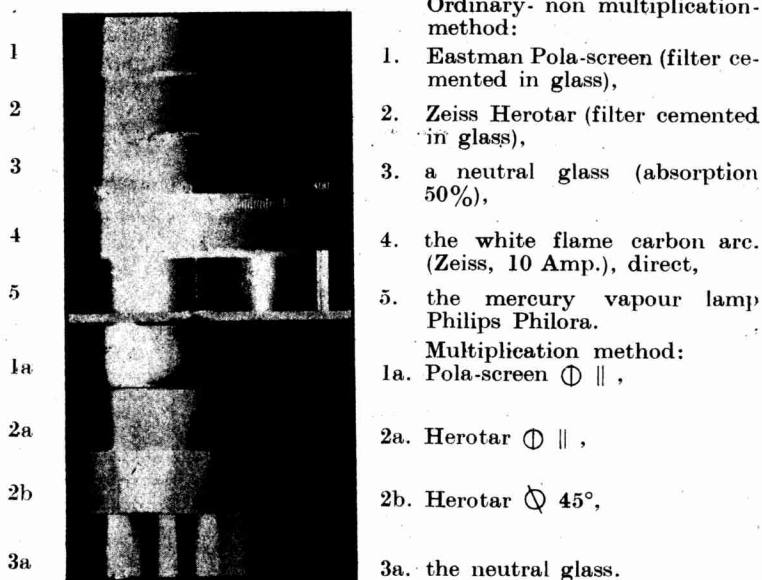 Ordinary- non multiplication-
method:
1
1. Eastman Pola-screen (filter ce-
mented in glass),
2
2. Zeiss Herotar (filter cemented
in glass),
3
3. a neutral glass (absorption
50%),
4
4. the white flame carbon arc.
(Zeiss, 10 Amp.), direct,
5
5. the mercury vapour lamp
Philips Philora.
Multiplication method:
1a
1a. Pola-screen ⦶ || ,
2a
2a. Herotar ⦶ || ,
2b
2b. Herotar ⦸ 45°,
3a
3a. the neutral glass.